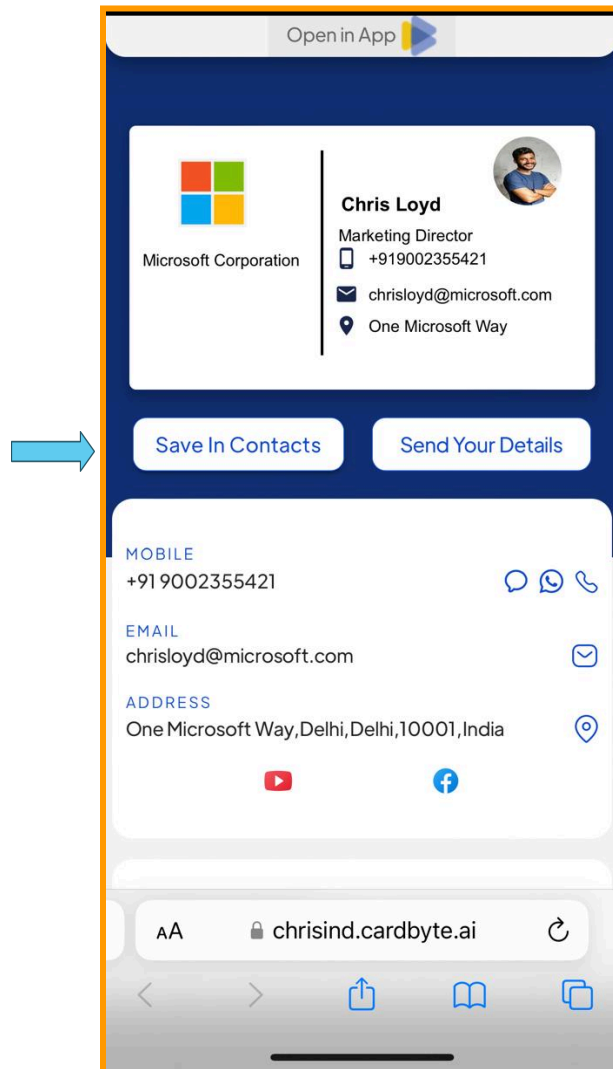 Open in App
Microsoft Corporation
Chris Loyd
Marketing Director
+919002355421
chrisloyd@microsoft.com
One Microsoft Way
Save In Contacts
Send Your Details
MOBILE
+91 9002355421
EMAIL
chrisloyd@microsoft.com
ADDRESS
One Microsoft Way,Delhi,Delhi,10001,India
AA
chrisind.cardbyte.ai